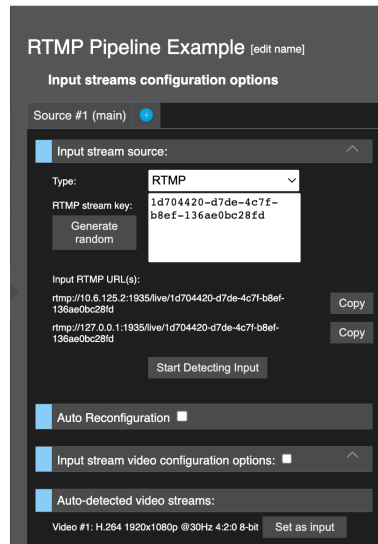 RTMP Pipeline Example [edit name]
Input streams configuration options
Source #1 (main) +
Input stream source:
Type: RTMP
RTMP stream key: 1d704420-d7de-4c7f-
b8ef-136ae0bc28fd
Generate
random
Input RTMP URL(s):
rtmp://10.6.125.2:1935/live/1d704420-d7de-4c7f-b8ef-
136ae0bc28fd
Copy
rtmp://127.0.0.1:1935/live/1d704420-d7de-4c7f-b8ef-
136ae0bc28fd
Copy
Start Detecting Input
Auto Reconfiguration
Input stream video configuration options:
Auto-detected video streams:
Video #1: H.264 1920x1080p @30Hz 4:2:0 8-bit Set as input